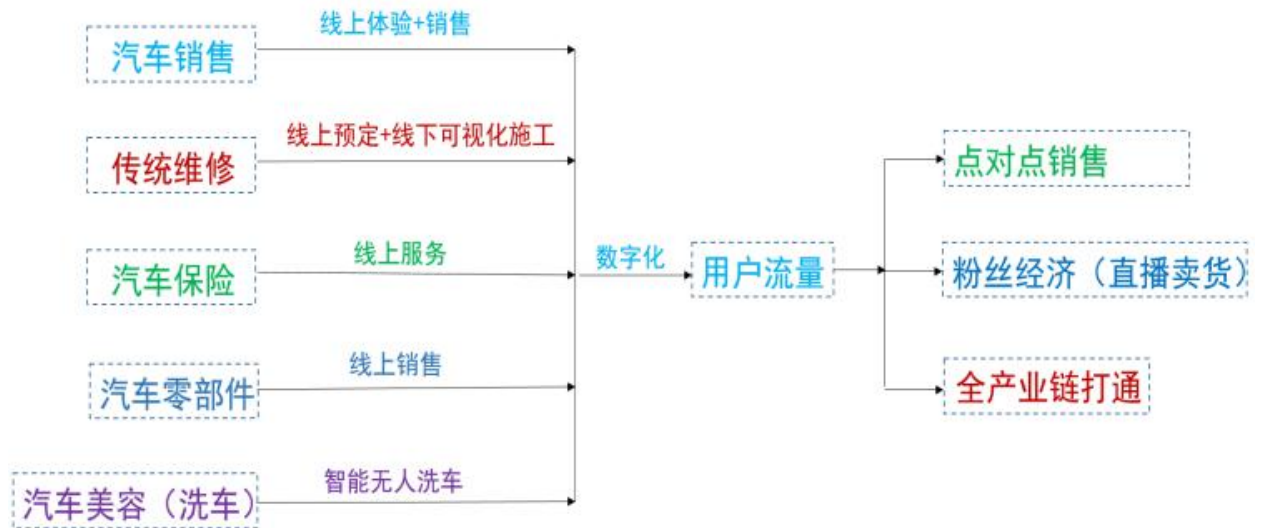 线上体验+销售
汽车销售
线上预定+线下可视化施工
传统维修
点对点销售
线上服务
汽车保险
数字化
用户流量
粉丝经济（直播卖货）
线上销售
汽车零部件
全产业链打通
智能无人洗车
汽车美容（洗车）